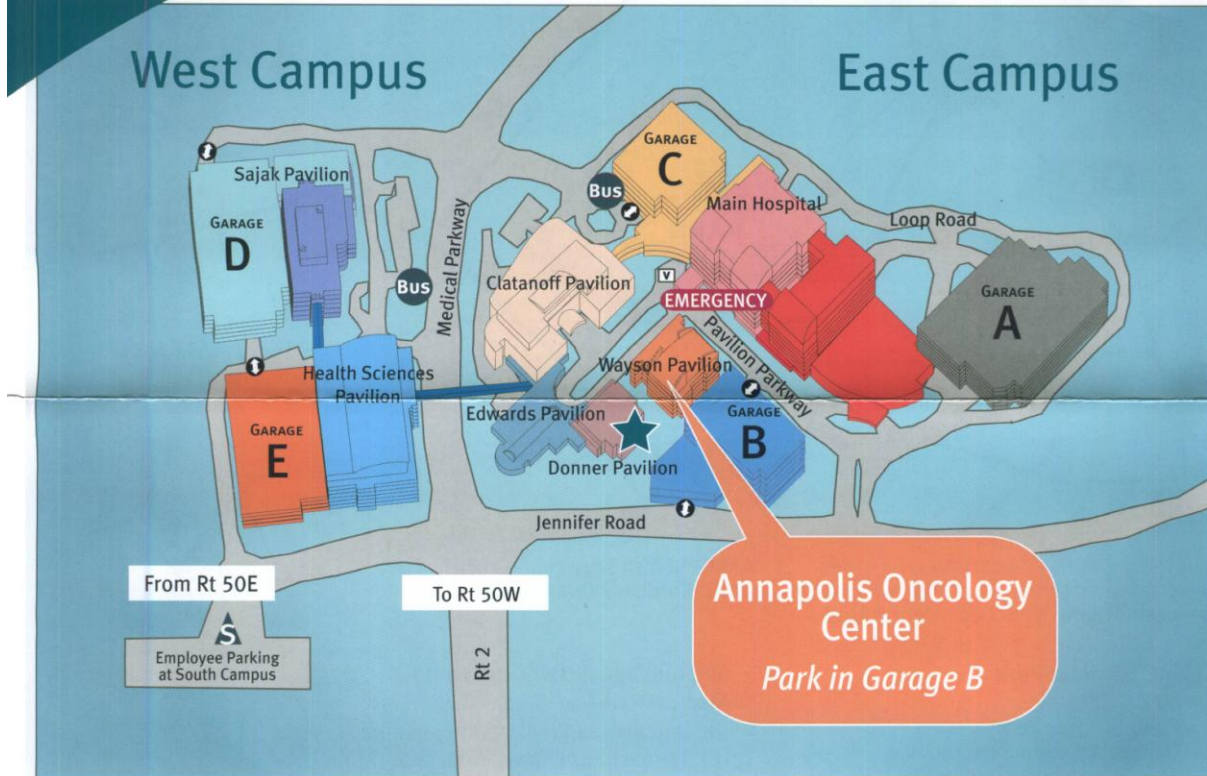 West Campus
East Campus
GARAGE
C
Sajak Pavilion
GARAGE
D
Bus
Main Hospital
Loop Road
Medical Parkway
Clatanoff Pavilion
V
EMERGENCY
GARAGE
A
Bus
Pavilion Parkway
Wayson Pavilion
Health Sciences
Pavilion
GARAGE
E
Edwards Pavilion
GARAGE
B
Donner Pavilion
Jennifer Road
From Rt 50E
To Rt 50W
S
Employee Parking
at South Campus
Rt 2
Annapolis Oncology
Center
Park in Garage B